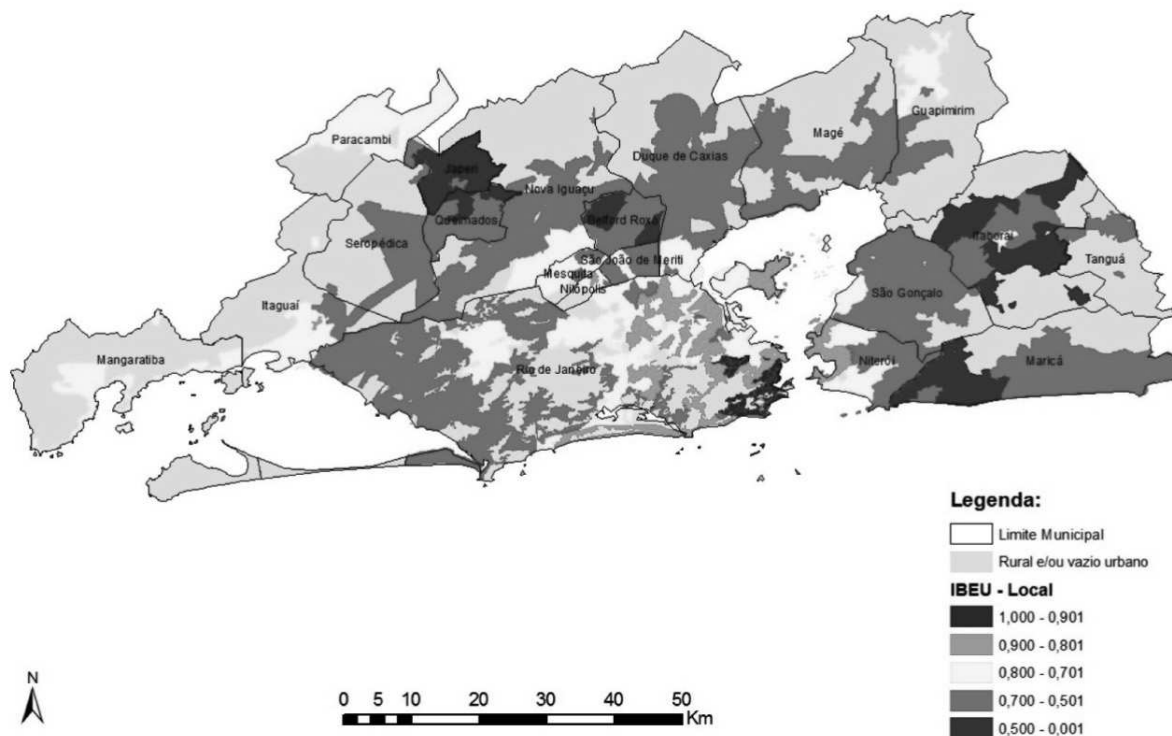 Guapimirim
Paracambi
Magé
Duque de Caxias
Japeri
Nova Iguaçu
Queimados
Belford Roxo
Itaboraí
Seropédica
São João de Meriti
Tanguá
Mesquita
Nilópolis
São Gonçalo
Itaguaí
Mangaratiba
Niterói
Maricá
Rio de Janeiro
Legenda:
Limite Municipal
Rural e/ou vazio urbano
IBEU - Local
1,000 - 0,901
0,900 - 0,801
0,800 - 0,701
0,700 - 0,501
0,500 - 0,001
N
0 5 10 20 30 40 50
Km